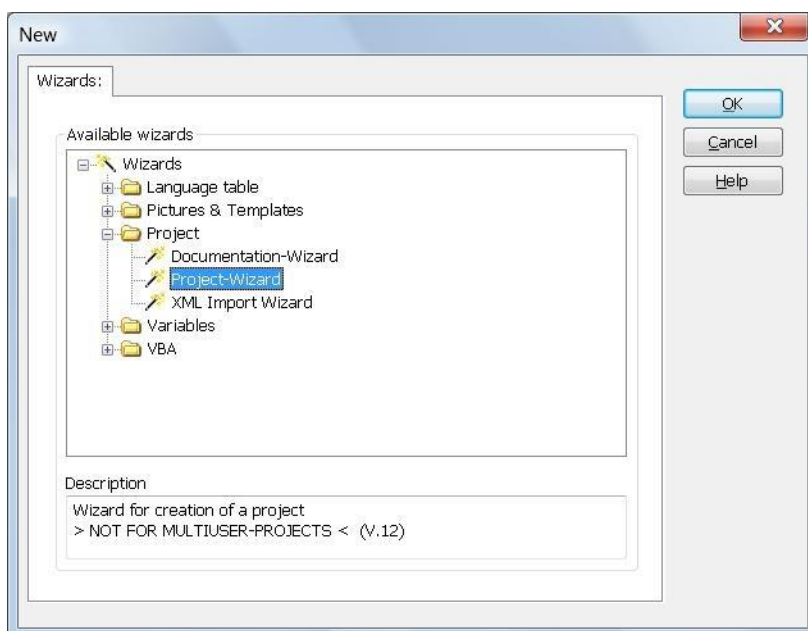 New
Wizards:
OK
Cancel
Help
Available wizards
Wizards
Language table
Pictures & Templates
Project
Documentation-Wizard
Project-Wizard
XML Import Wizard
Variables
VBA
Description
Wizard for creation of a project
> NOT FOR MULTIUSER-PROJECTS < (V.12)